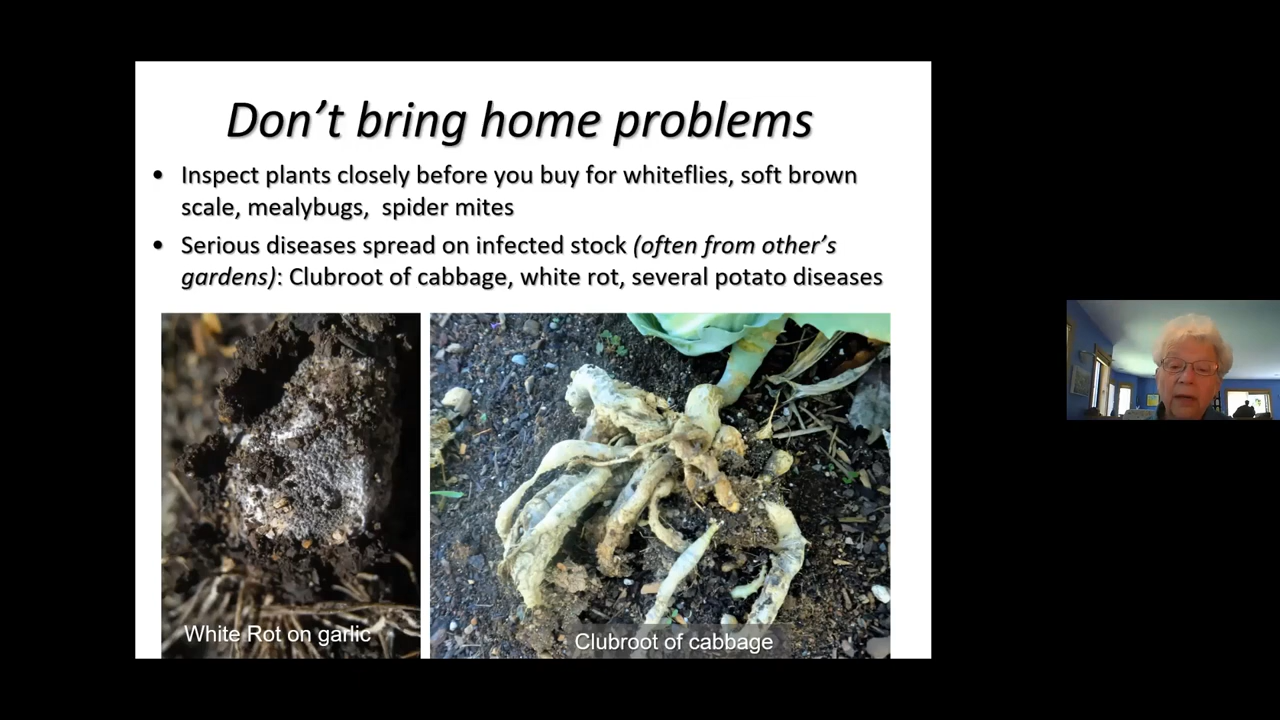 Don't bring home problems
• Inspect plants closely before you buy for whiteflies, soft brown
scale, mealybugs, spider mites
• Serious diseases spread on infected stock (often from other's
gardens): Clubroot of cabbage, white rot, several potato diseases
White Rot on garlic
Clubroot of cabbage